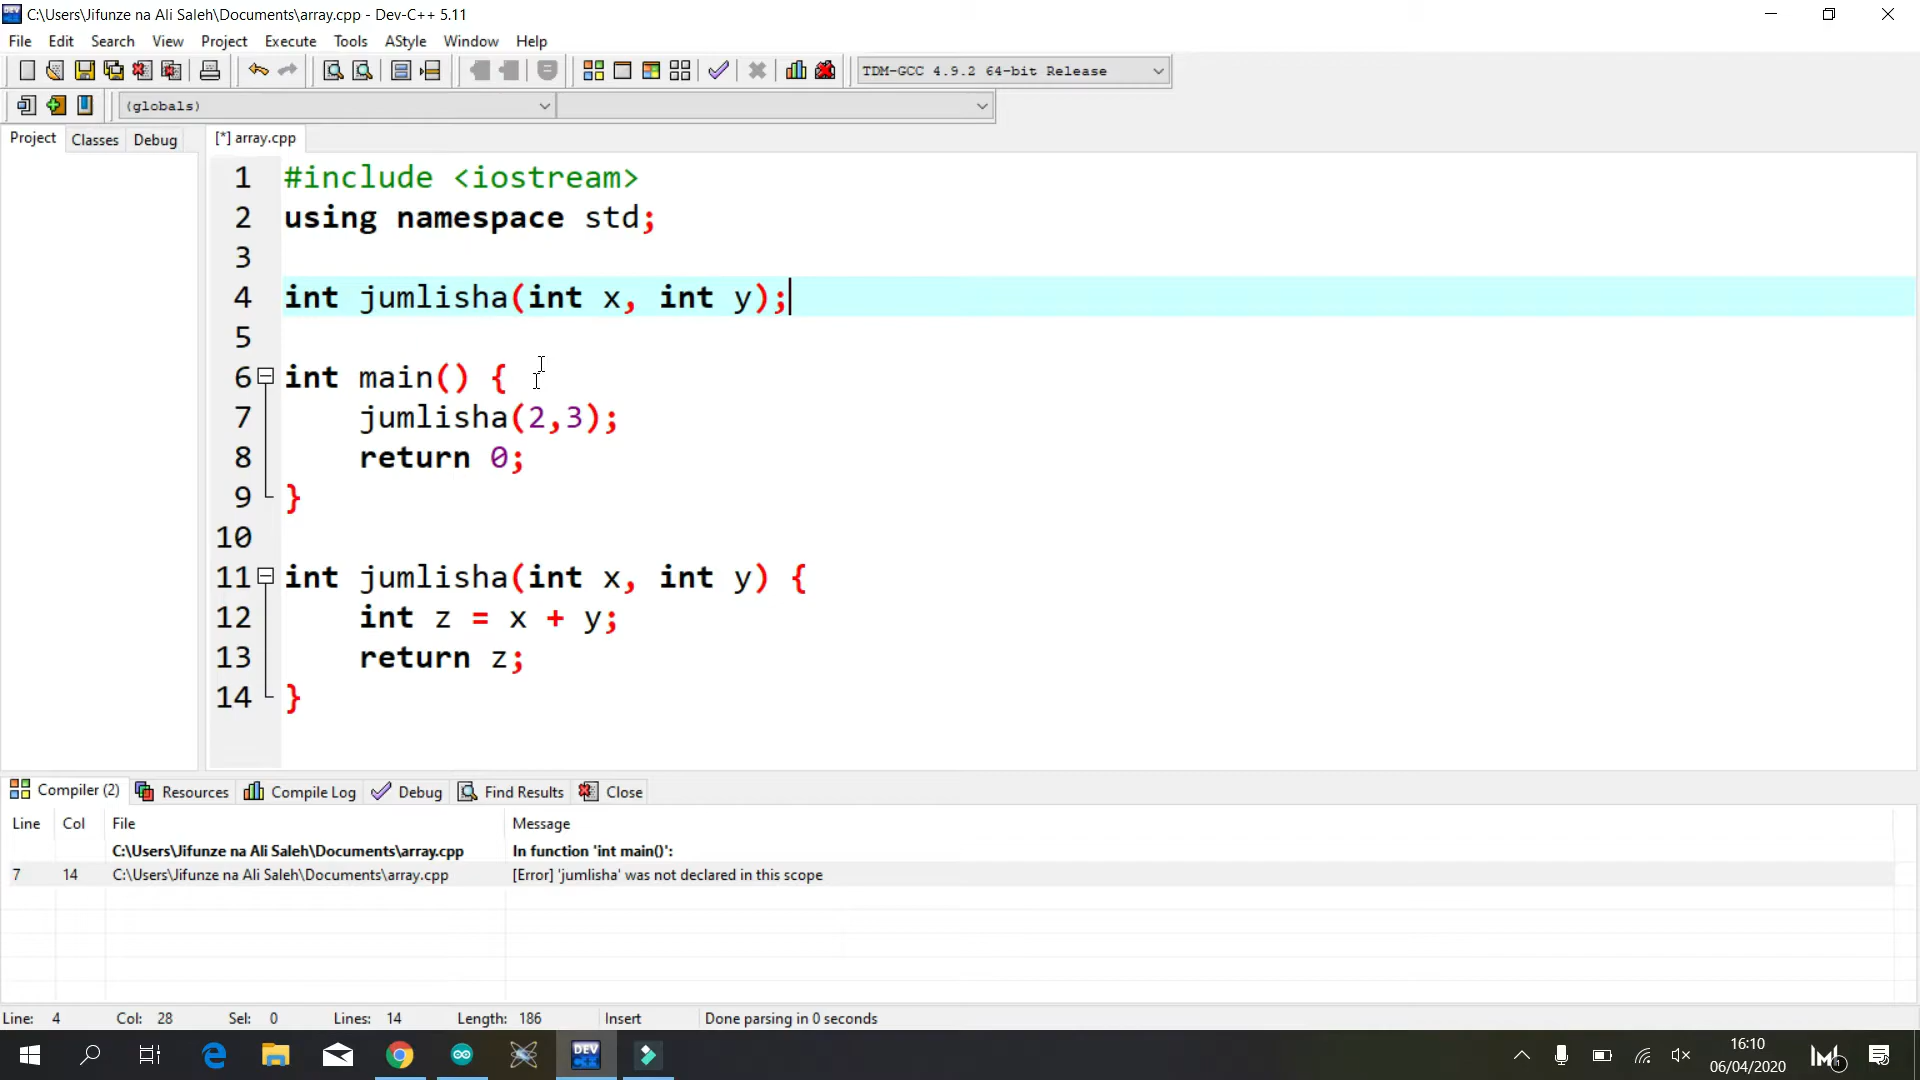 C:\Users\Jifunze na Ali Saleh\Documents\array.cpp - Dev-C++ 5.11
File Edit Search View Project Execute Tools AStyle Window Help
TDM-GCC 4.9.2 64-bit Release
(globals)
Project Classes Debug [*] array.cpp
1 #include <iostream>
2 using namespace std;
3
4 int jumlisha(int x, int y);
5
6 int main() {
7 jumlisha(2,3);
8 return 0;
9 }
10
11 int jumlisha(int x, int y) {
12 int z = x + y;
13 return z;
14 }
Compiler (2) Resources Compile Log Debug Find Results Close
Line Col File Message
C:\Users\Jifunze na Ali Saleh\Documents\array.cpp In function 'int main()':
7 14 C:\Users\Jifunze na Ali Saleh\Documents\array.cpp [Error] 'jumlisha' was not declared in this scope
Line: 4 Col: 28 Sel: 0 Lines: 14 Length: 186 Insert Done parsing in 0 seconds
DEV C++
16:10
06/04/2020
1